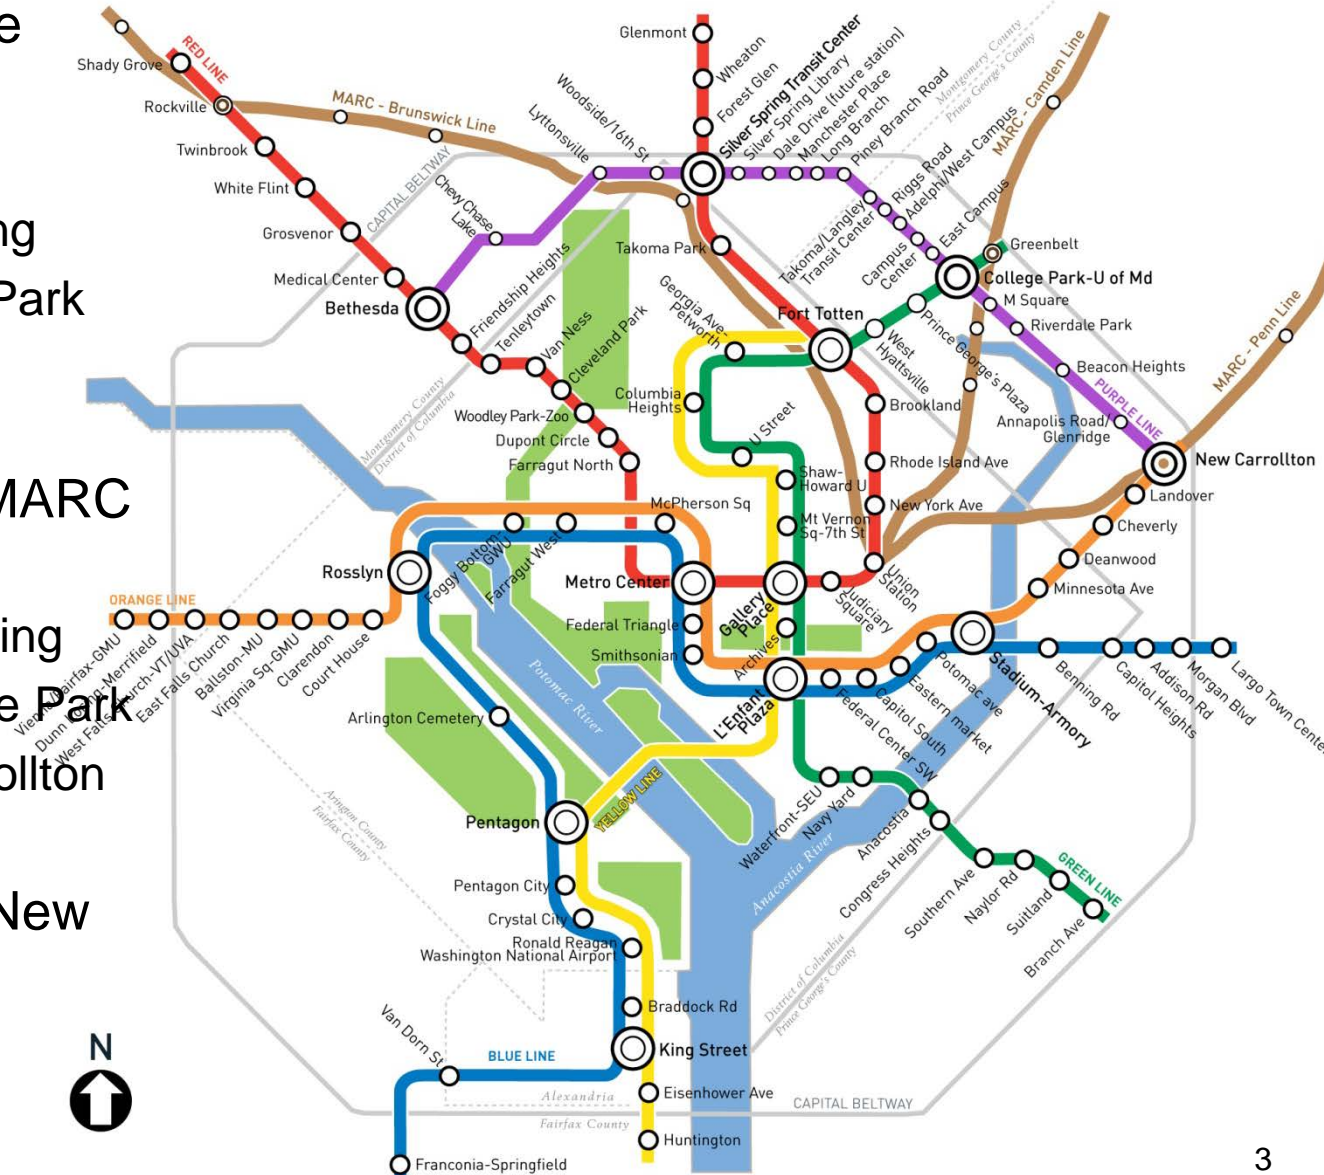 e
ng
Park
MARC
ing
e Park
ollton
New
Shady Grove
RED LINE
Rockville
MARC - Brunswick Line
Twinbrook
White Flint
Grosvenor
CAPITAL BELTWAY
Medical Center
Bethesda
Chevy Chase
Lake
Lyttonsville
Woodside/16th St
Glenmont
Wheaton
Forest Glen
Silver Spring Transit Center
Silver Spring Library
Dale Drive (future station)
Manchester Place
Long Branch
Piney Branch Road
Montgomery County
Prince George's County
MARC - Camden Line
Takoma/Langley
Transit Center
Riggs Road
Adelphi/West Campus
Campus
Center
East Campus
Greenbelt
College Park-U of Md
M Square
Riverdale Park
Beacon Heights
PURPLE LINE
Annapolis Road/
Glenridge
MARC - Penn Line
New Carrollton
Friendship Heights
Tenleytown
Van Ness
Cleveland Park
Woodley Park-Zoo
Dupont Circle
Farragut North
Montgomery County
District of Columbia
Takoma Park
Fort Totten
Georgia Ave-
Petworth
West
Hyattsville
Prince George's Plaza
Columbia
Heights
U Street
Shaw-
Howard U
Mt Vernon
Sq-7th St
Brookland
Rhode Island Ave
New York Ave
Union
Station
Judiciary
Square
Gallery
Place
Metro Center
McPherson Sq
Farragut West
Foggy Bottom-
GWU
Rosslyn
ORANGE LINE
Vienna/Fairfax-GMU
Dunn Loring-Merrifield
West Falls Church-VT/UVA
East Falls Church
Ballston-MU
Virginia Sq-GMU
Clarendon
Court House
Federal Triangle
Smithsonian
Archives
L'Enfant
Plaza
Federal Center SW
Capitol South
Eastern market
Potomac ave
Stadium-Armory
Landover
Cheverly
Deanwood
Minnesota Ave
Benning Rd
Capitol Heights
Addison Rd
Morgan Blvd
Largo Town Center
Arlington Cemetery
Potomac River
Pentagon
YELLOW LINE
Arington County
Fairfax County
Pentagon City
Crystal City
Ronald Reagan
Washington National Airport
Braddock Rd
King Street
Van Dorn St
BLUE LINE
Eisenhower Ave
Huntington
Franconia-Springfield
Alexandria
Fairfax County
Waterfront-SEU
Navy Yard
Anacostia
Anacostia River
Congress Heights
Southern Ave
Naylor Rd
Suitland
Branch Ave
GREEN LINE
District of Columbia
Prince George's County
CAPITAL BELTWAY
N
3